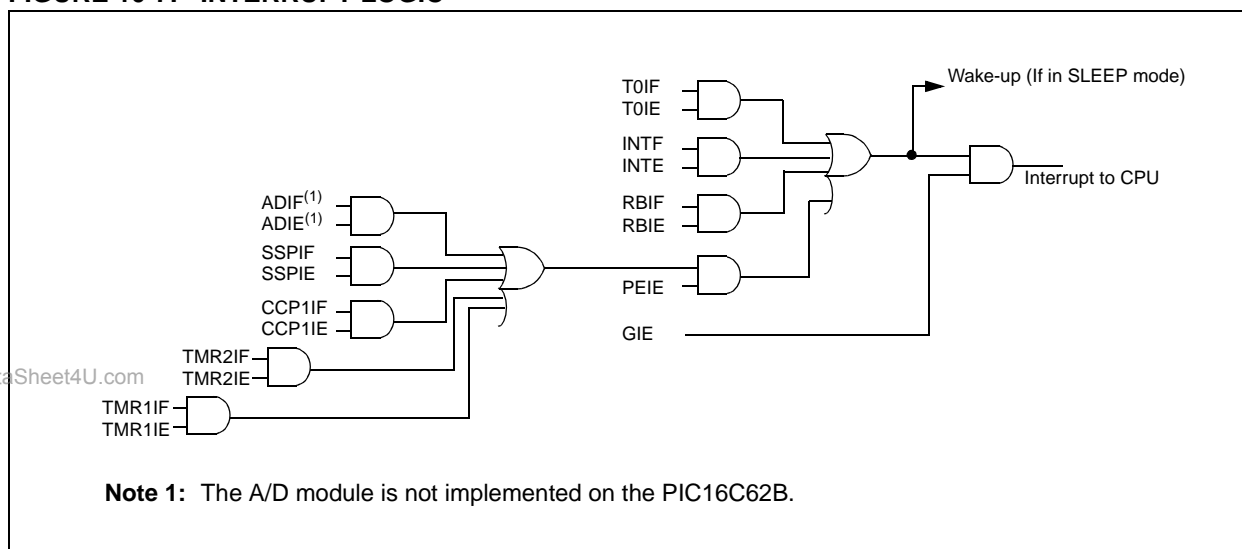 FIGURE 10-7: INTERRUPT LOGIC
Wake-up (If in SLEEP mode)
T0IF
T0IE
INTF
INTE
Interrupt to CPU
RBIF
RBIE
ADIF(1)
ADIE(1)
SSPIF
SSPIE
PEIE
CCP1IF
CCP1IE
GIE
TMR2IF
TMR2IE
taSheet4U.com
TMR1IF
TMR1IE
Note 1: The A/D module is not implemented on the PIC16C62B.